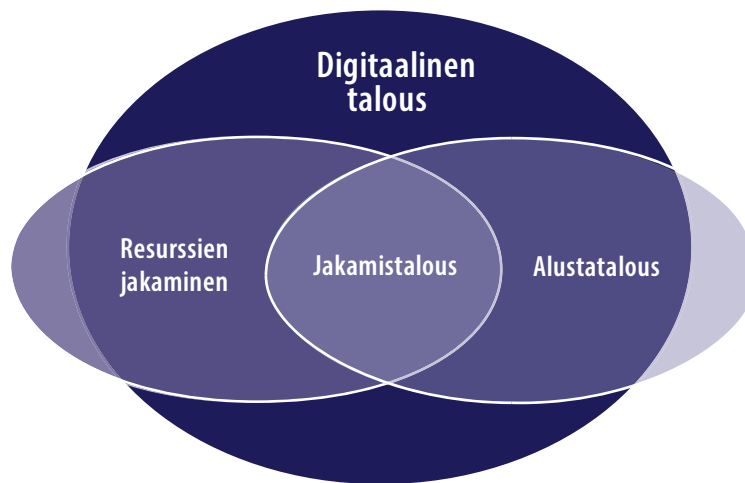 Digitaalinen
talous
Resurssien
jakaminen
Jakamistalous
Alustatalous